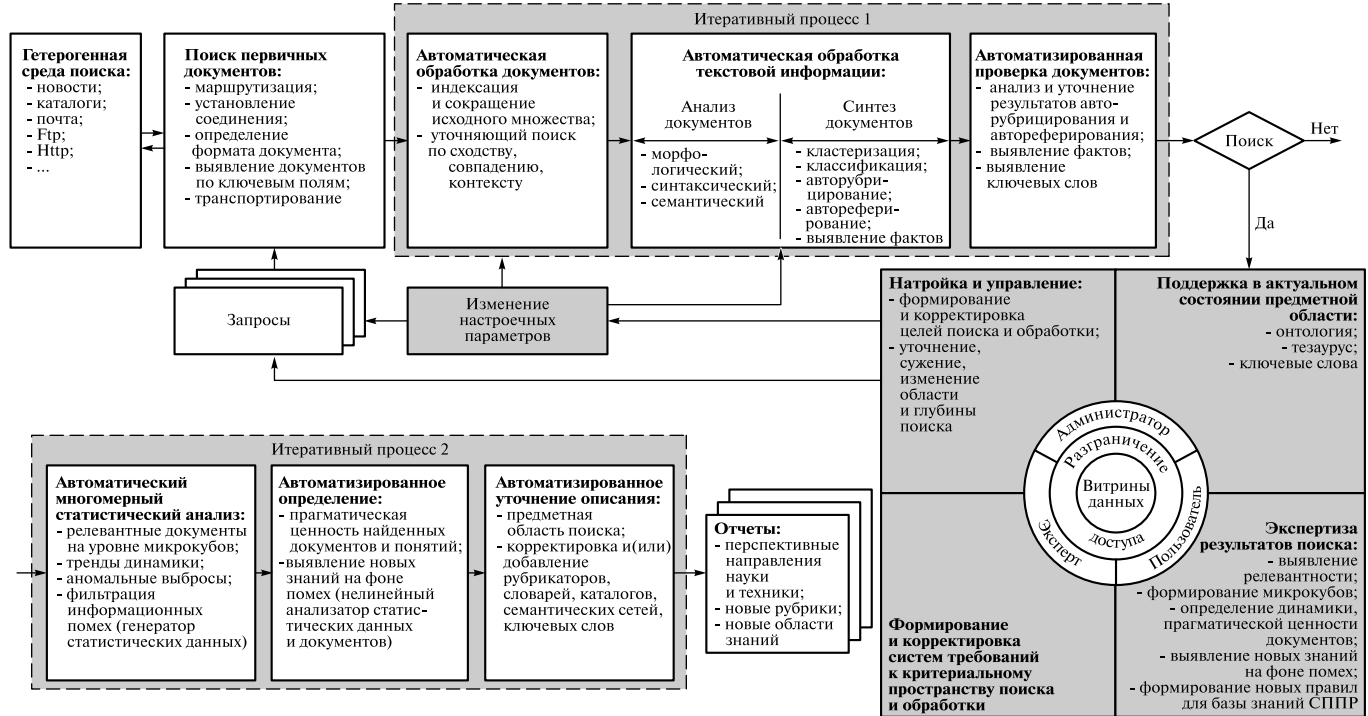 Итеративный процесс 1
Гетерогенная
среда поиска:
- новости;
- каталоги;
- почта;
- Ftp;
- Http;
- ...
Поиск первичных
документов:
- маршрутизация;
- установление
соединения;
- определение
формата документа;
- выявление документов
по ключевым полям;
- транспортирование
Автоматическая
обработка документов:
- индексация
и сокращение
исходного множества;
- уточняющий поиск
по сходству,
совпадению,
контексту
Автоматическая обработка
текстовой информации:
Анализ
документов
- морфо-
логический;
- синтаксический;
- семантический
Синтез
документов
- кластеризация;
- классификация;
- авторубри-
цирование;
- авторефери-
рование;
- выявление фактов
Автоматизированная
проверка документов:
- анализ и уточнение
результатов авто-
рубрицирования и
автореферирования;
- выявление фактов;
- выявление
ключевых слов
Поиск
Нет
Да
Запросы
Изменение
настроечных
параметров
Натройка и управление:
- формирование
и корректировка
целей поиска и обработки;
- уточнение,
сужение,
изменение
области
и глубины
поиска
Поддержка в актуальном
состоянии предметной
области:
- онтология;
- тезаурус;
- ключевые слова
Администратор
Разграничение
Витрины
данных
доступа
Эксперт
Пользователь
Формирование
и корректировка
систем требований
к критериальному
пространству поиска
и обработки
Экспертиза
результатов поиска:
- выявление
релевантности;
- формирование микрокубов;
- определение динамики,
прагматической ценности
документов;
- выявление новых знаний
на фоне помех;
- формирование новых правил
для базы знаний СППР
Итеративный процесс 2
Автоматический
многомерный
статистический анализ:
- релевантные документы
на уровне микрокубов;
- тренды динамики;
- аномальные выбросы;
- фильтрация
информационных
помех (генератор
статистических данных)
Автоматизированное
определение:
- прагматическая
ценность найденных
документов и понятий;
-выявление новых
знаний на фоне
помех (нелинейный
анализатор статис-
тических данных
и документов)
Автоматизированное
уточнение описания:
- предметная
область поиска;
- корректировка и(или)
добавление
рубрикаторов,
словарей, каталогов,
семантических сетей,
ключевых слов
Отчеты:
- перспективные
направления
науки
и техники;
- новые рубрики;
- новые области
знаний